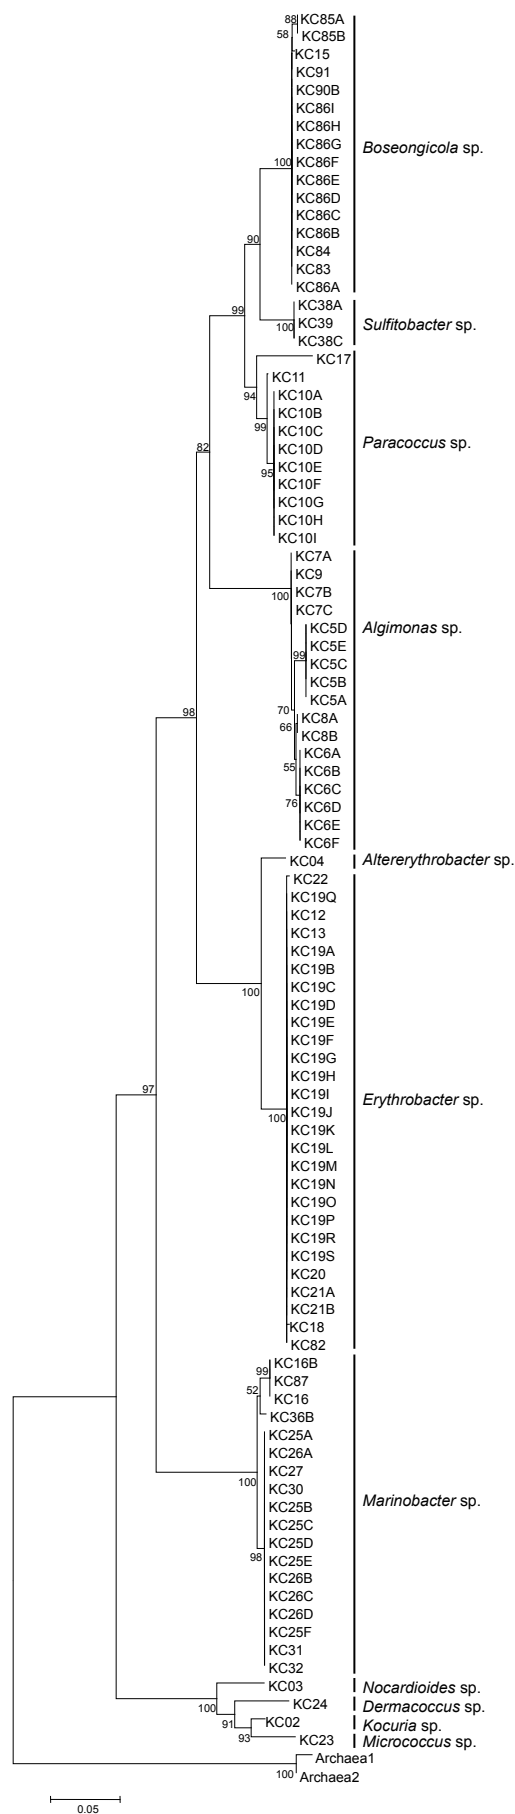 88 KC85A
58 KC85B
KC15
KC91
KC90B
KC86I
KC86H
KC86G Boseongicola sp.
100 KC86F
KC86E
KC86D
KC86C
KC86B
90
KC84
KC83
KC86A
KC38A
99
100 KC39 Sulfitobacter sp.
KC38C
KC17
KC11
94 KC10A
KC10B
99 KC10C
KC10D Paracoccus sp.
82
95 KC10E
KC10F
KC10G
KC10H
KC10I
KC7A
KC9
100 KC7B
KC7C
KC5D Algimonas sp.
KC5E
99 KC5C
KC5B
KC5A
70
98
KC8A
66 KC8B
KC6A
55 KC6B
KC6C
76 KC6D
KC6E
KC6F
KC04 Altererythrobacter sp.
KC22
KC19Q
KC12
KC13
KC19A
KC19B
100 KC19C
KC19D
KC19E
KC19F
KC19G
KC19H
97
KC19I Erythrobacter sp.
KC19J
100 KC19K
KC19L
KC19M
KC19N
KC19O
KC19P
KC19R
KC19S
KC20
KC21A
KC21B
KC18
KC82
KC16B
99 KC87
52 KC16
KC36B
KC25A
KC26A
KC27
100 KC30
KC25B Marinobacter sp.
KC25C
KC25D
98 KC25E
KC26B
KC26C
KC26D
KC25F
KC31
KC32
KC03 Nocardioides sp.
100 KC24 Dermacoccus sp.
91 KC02 Kocuria sp.
93 KC23 Micrococcus sp.
Archaea1
100 Archaea2
0.05